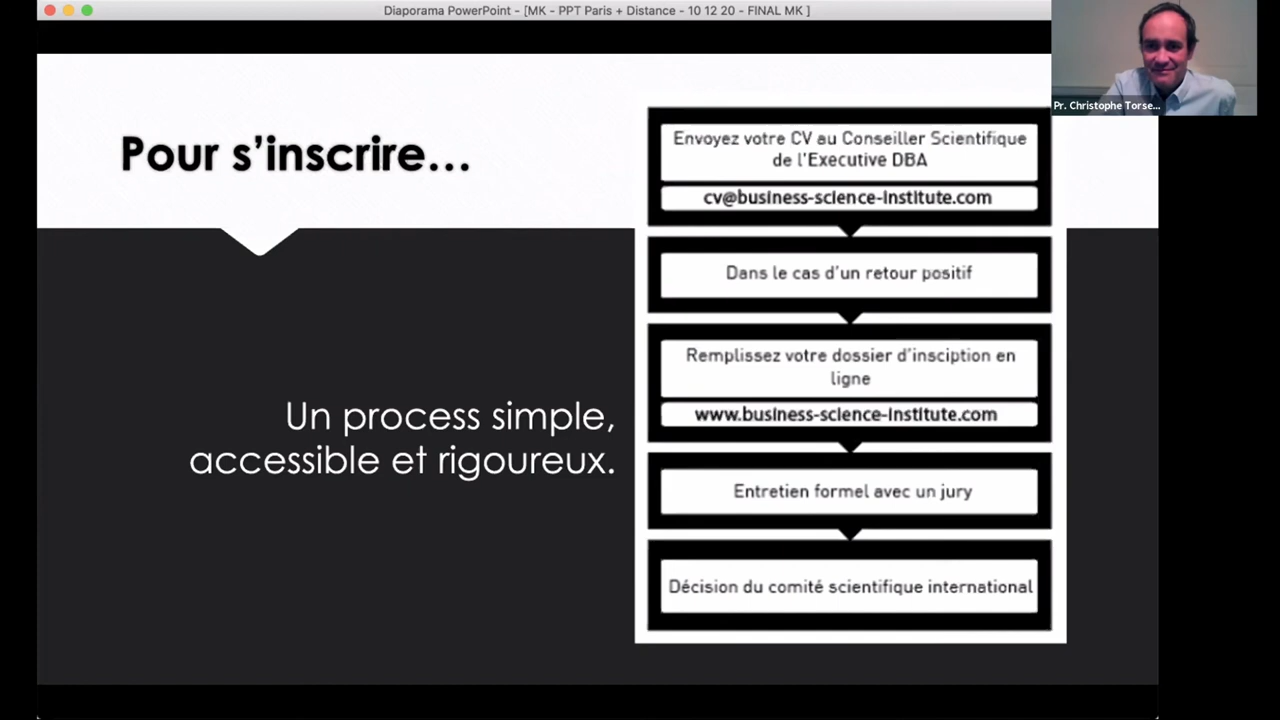 Diaporama PowerPoint - [MK - PPT Paris + Distance - 10 12 20 - FINAL MK ]
Pr. Christophe Torse...
Pour s'inscrire...
Un process simple,
accessible et rigoureux.
Envoyez votre CV au Conseiller Scientifique
de l'Executive DBA
cv@business-science-institute.com
Dans le cas d'un retour positif
Remplissez votre dossier d'insciption en
ligne
www.business-science-institute.com
Entretien formel avec un jury
Décision du comité scientifique international